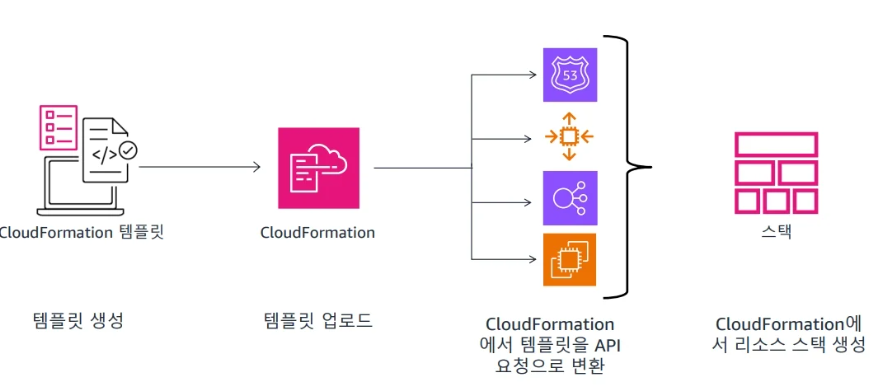 53
</>
CloudFormation 템플릿
CloudFormation
스택
템플릿 생성
템플릿 업로드
CloudFormation
에서 템플릿을 API
요청으로 변환
CloudFormation에
서 리소스 스택 생성